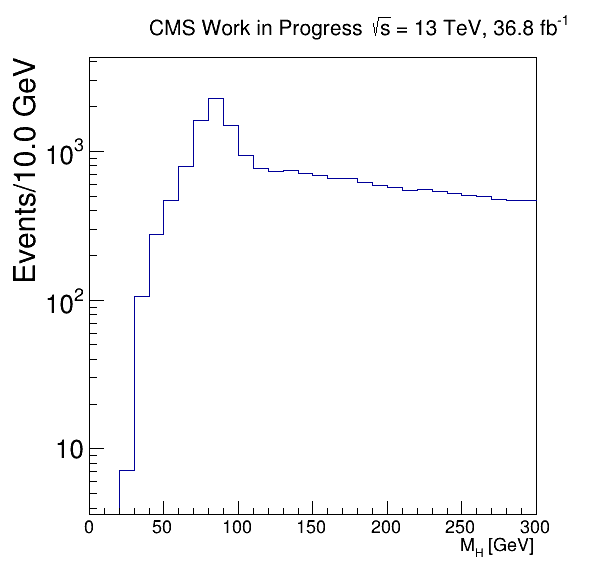 CMS Work in Progress √s = 13 TeV, 36.8 fb⁻¹
Events/10.0 GeV
10³
10²
10
0 50 100 150 200 250 300
M_H [GeV]